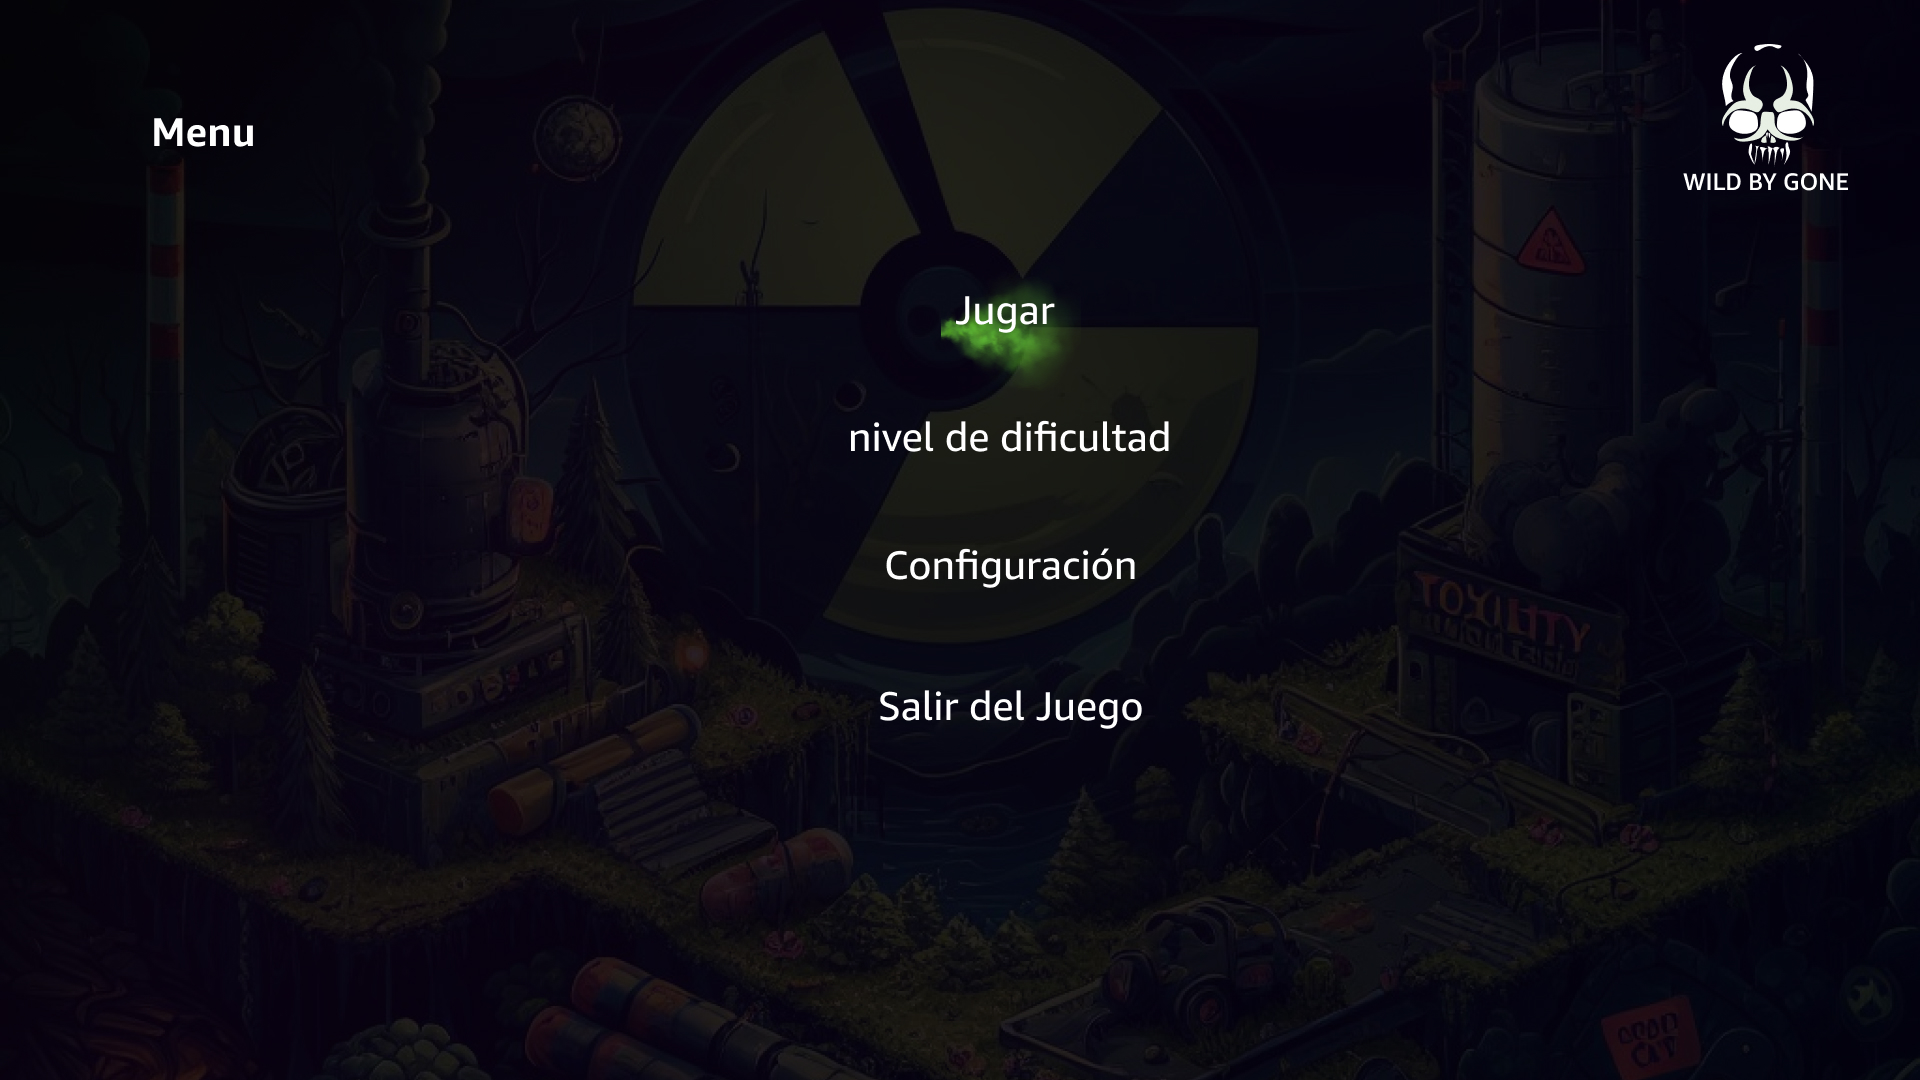 Menu
WILD BY GONE
Jugar
nivel de dificultad
Configuración
Salir del Juego